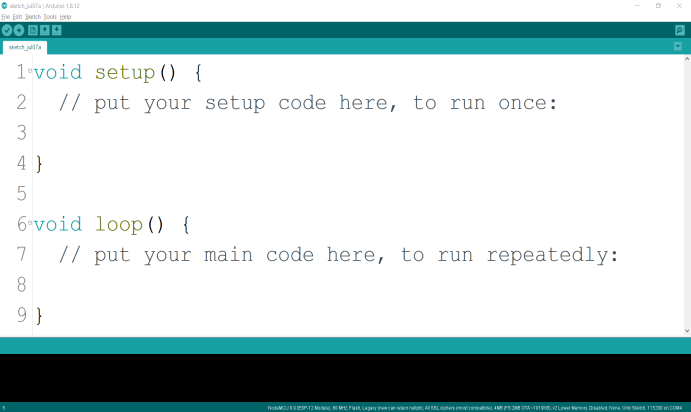 sketch_jul07a | Arduino 1.8.12
File Edit Sketch Tools Help
sketch_jul07a
1 void setup() {
2 // put your setup code here, to run once:
3
4 }
5
6 void loop() {
7 // put your main code here, to run repeatedly:
8
9 }
NodeMCU 0.9 (ESP-12 Module), 80 MHz, Flash, Legacy (new can return nullptr), All SSL ciphers (most compatible), 4MB (FS:2MB OTA:~1019KB), v2 Lower Memory, Disabled, None, Only Sketch, 115200 on